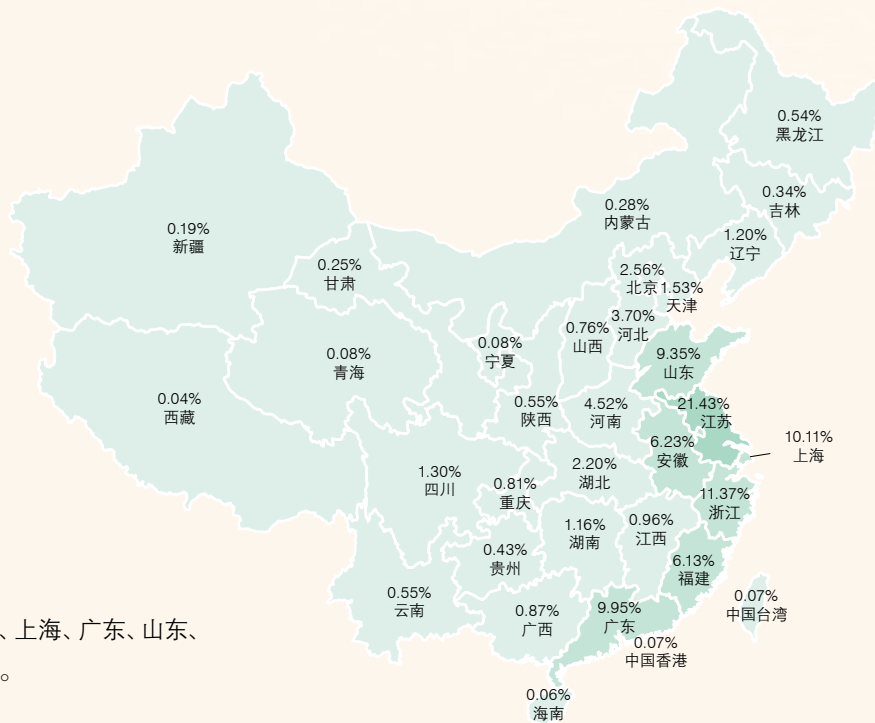 0.54%
黑龙江
0.34%
吉林
1.20%
辽宁
0.28%
内蒙古
0.19%
新疆
0.25%
甘肃
2.56%
北京
1.53%
天津
3.70%
河北
0.76%
山西
0.08%
宁夏
0.08%
青海
9.35%
山东
0.04%
西藏
0.55%
陕西
4.52%
河南
21.43%
江苏
6.23%
安徽
10.11%
上海
1.30%
四川
0.81%
重庆
2.20%
湖北
11.37%
浙江
1.16%
湖南
0.96%
江西
0.43%
贵州
6.13%
福建
0.55%
云南
0.87%
广西
9.95%
广东
0.07%
中国台湾
0.07%
中国香港
0.06%
海南
、上海、广东、山东、
。